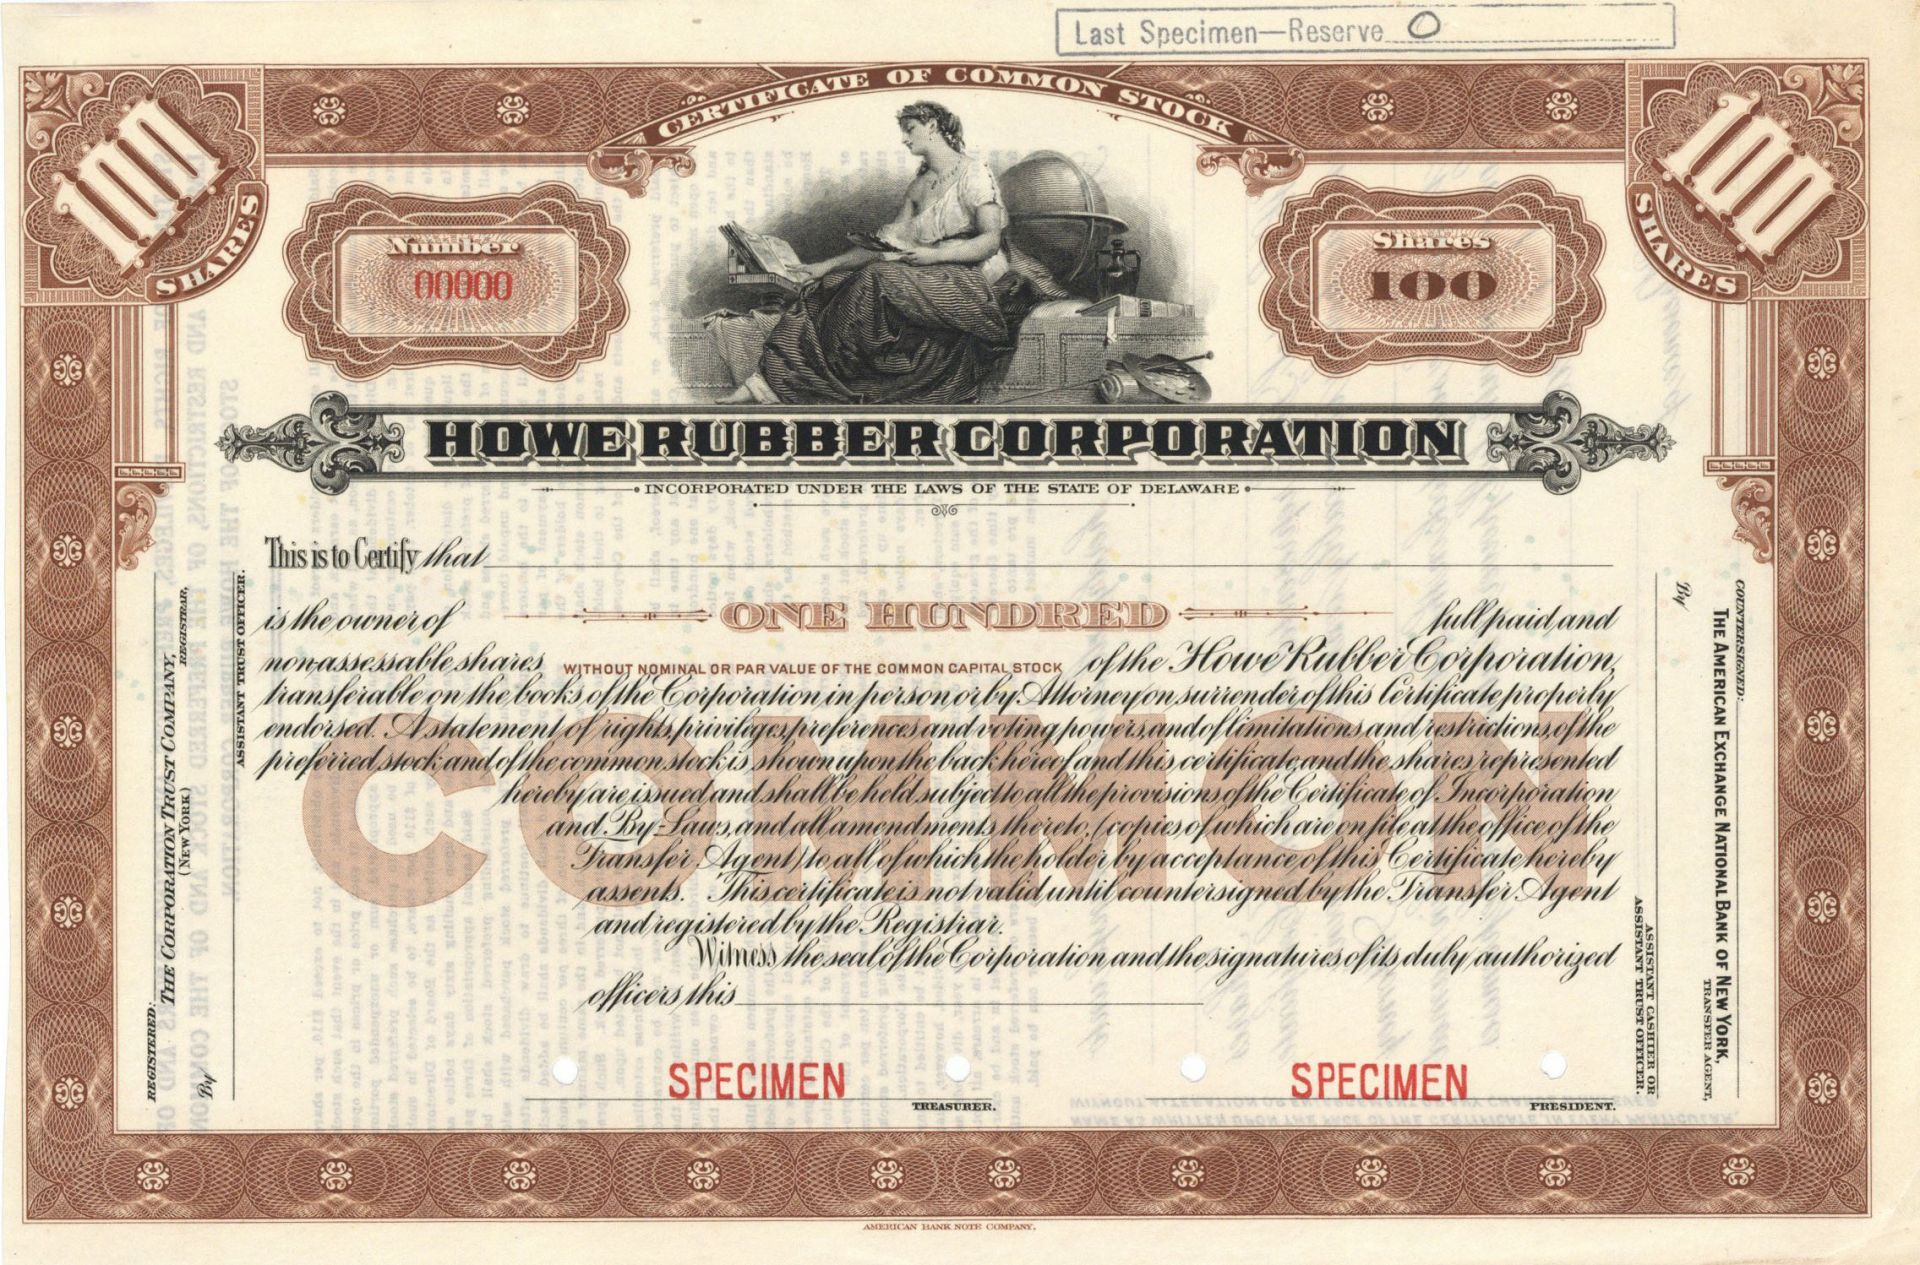 Last Specimen—Reserve O
CERTIFICATE OF COMMON STOCK
100
SHARES
100
SHARES
Number
00000
Shares
100
HOWE RUBBER CORPORATION
INCORPORATED UNDER THE LAWS OF THE STATE OF DELAWARE
This is to Certify that
is the owner of ONE HUNDRED full paid and
non-assessable shares WITHOUT NOMINAL OR PAR VALUE OF THE COMMON CAPITAL STOCK of the Howe Rubber Corporation,
transferable on the books of the Corporation in person or by Attorney on surrender of this Certificate properly
endorsed. A statement of rights, privileges, preferences and voting powers, and of limitations and restrictions, of the
preferred stock and of the common stock is shown upon the back hereof and this certificate, and the shares represented
hereby are issued and shall be held subject to all the provisions of the Certificate of Incorporation
and By-Laws, and all amendments thereto, (copies of which are on file at the office of the
Transfer Agent) to all of which the holder by acceptance of this Certificate hereby
assents. This certificate is not valid until countersigned by the Transfer Agent
and registered by the Registrar.
Witness the seal of the Corporation and the signatures of its duly authorized
officers this
COMMON
SPECIMEN
TREASURER.
SPECIMEN
PRESIDENT.
REGISTERED:
THE CORPORATION TRUST COMPANY,
(NEW YORK)
REGISTRAR,
By
ASSISTANT TRUST OFFICER.
COUNTERSIGNED:
THE AMERICAN EXCHANGE NATIONAL BANK OF NEW YORK,
TRANSFER AGENT,
By
ASSISTANT CASHIER OR
ASSISTANT TRUST OFFICER.
AMERICAN BANK NOTE COMPANY.